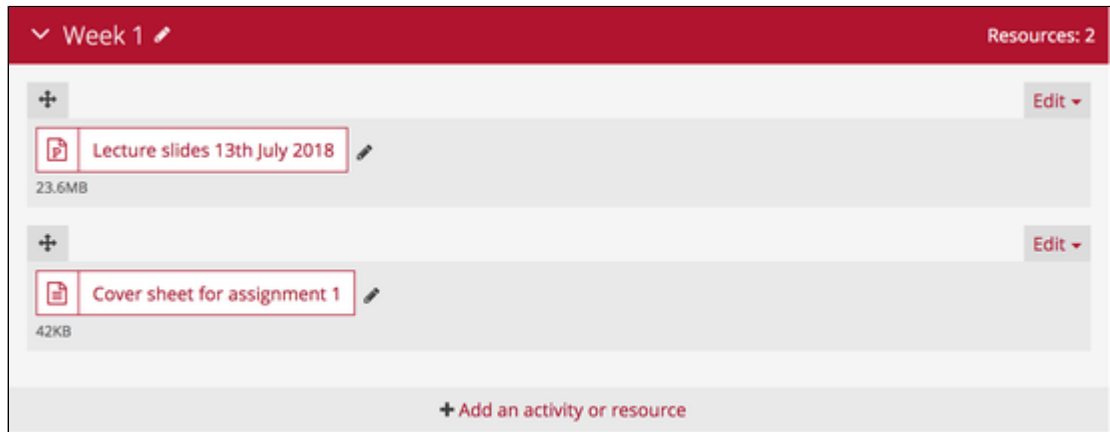 Week 1
Resources: 2
Edit
Lecture slides 13th July 2018
23.6MB
Edit
Cover sheet for assignment 1
42KB
Add an activity or resource